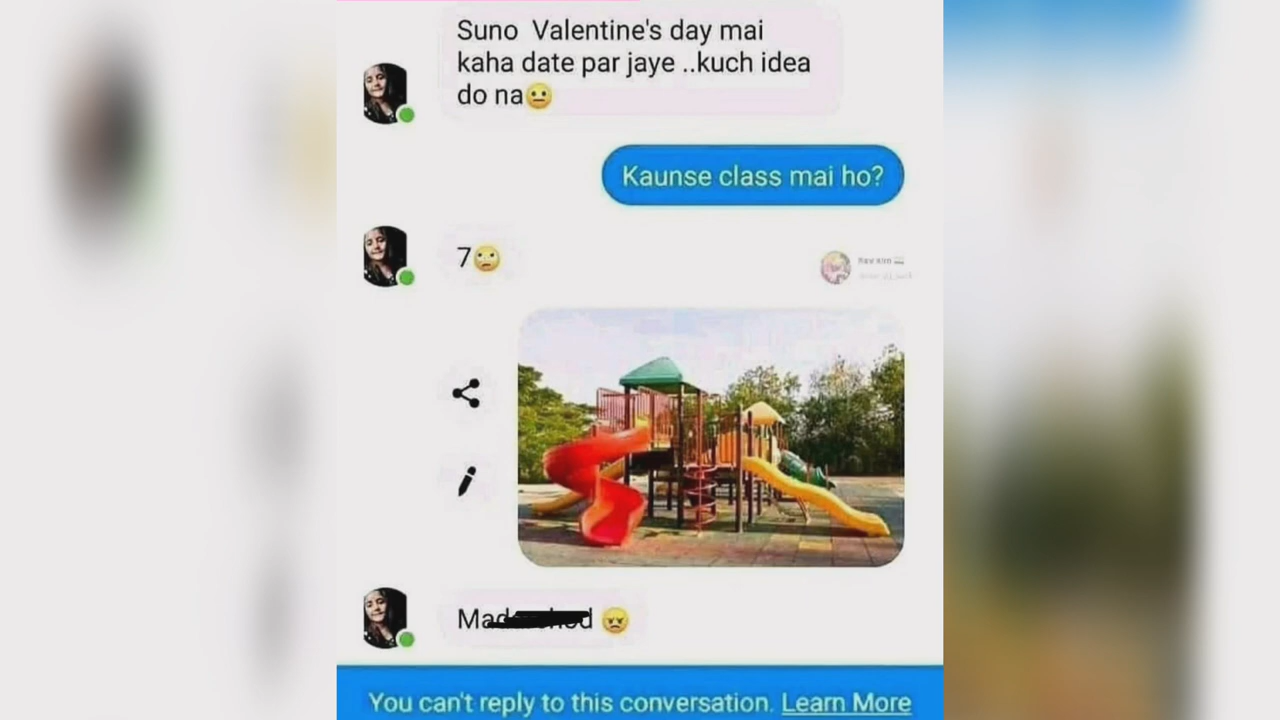 Suno Valentine's day mai
kaha date par jaye ..kuch idea
do na😐
Kaunse class mai ho?
7🙄
😠
You can't reply to this conversation. Learn More